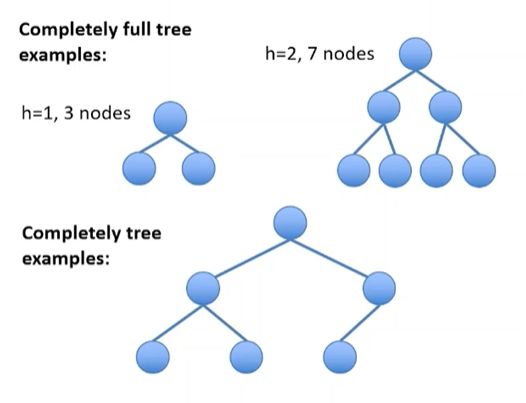 Completely full tree
examples:
h=2, 7 nodes
h=1, 3 nodes
Completely tree
examples: